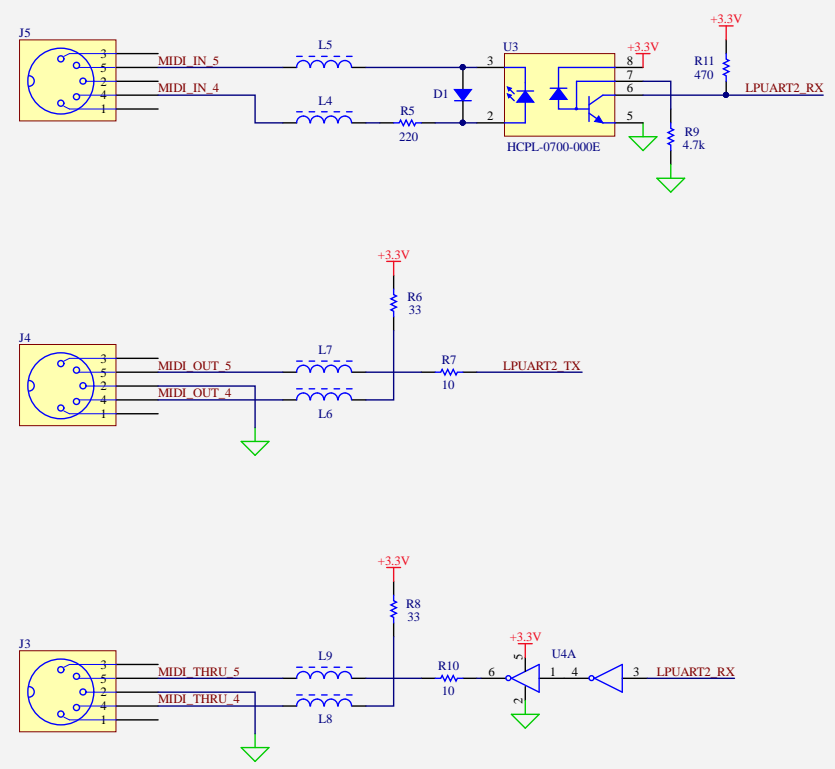 J5
3
5
2
4
1
MIDI_IN_5
MIDI_IN_4
L5
L4
R5
220
D1
U3
3
2
8
7
6
5
HCPL-0700-000E
+3.3V
+3.3V
R11
470
LPUART2_RX
R9
4.7k
J4
3
5
2
4
1
MIDI_OUT_5
MIDI_OUT_4
+3.3V
R6
33
L7
L6
R7
10
LPUART2_TX
J3
3
5
2
4
1
MIDI_THRU_5
MIDI_THRU_4
+3.3V
R8
33
L9
L8
R10
10
+3.3V
U4A
5
6
2
1
4
3
LPUART2_RX